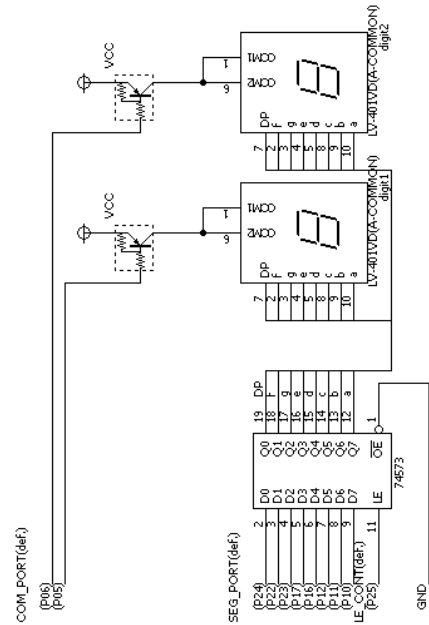 COM_PORT(def.)
(P06)
(P05)
VCC
VCC
1
6
COM1
COM2
7 DP
2 f
3 g
4 e
5 d
8 c
9 b
10 a
LV-401VD(A-COMMON)
digit1
1
6
COM1
COM2
7 DP
2 f
3 g
4 e
5 d
8 c
9 b
10 a
LV-401VD(A-COMMON)
digit2
SEG_PORT(def.)
(P24) 2 D0 Q0 19 DP
(P22) 3 D1 Q1 18 f
(P23) 4 D2 Q2 17 g
(P17) 5 D3 Q3 16 e
(P16) 6 D4 Q4 15 d
(P12) 7 D5 Q5 14 c
(P11) 8 D6 Q6 13 b
(P10) 9 D7 Q7 12 a
LE_CONT(def.)
(P25) 11 LE OE 1
74573
GND